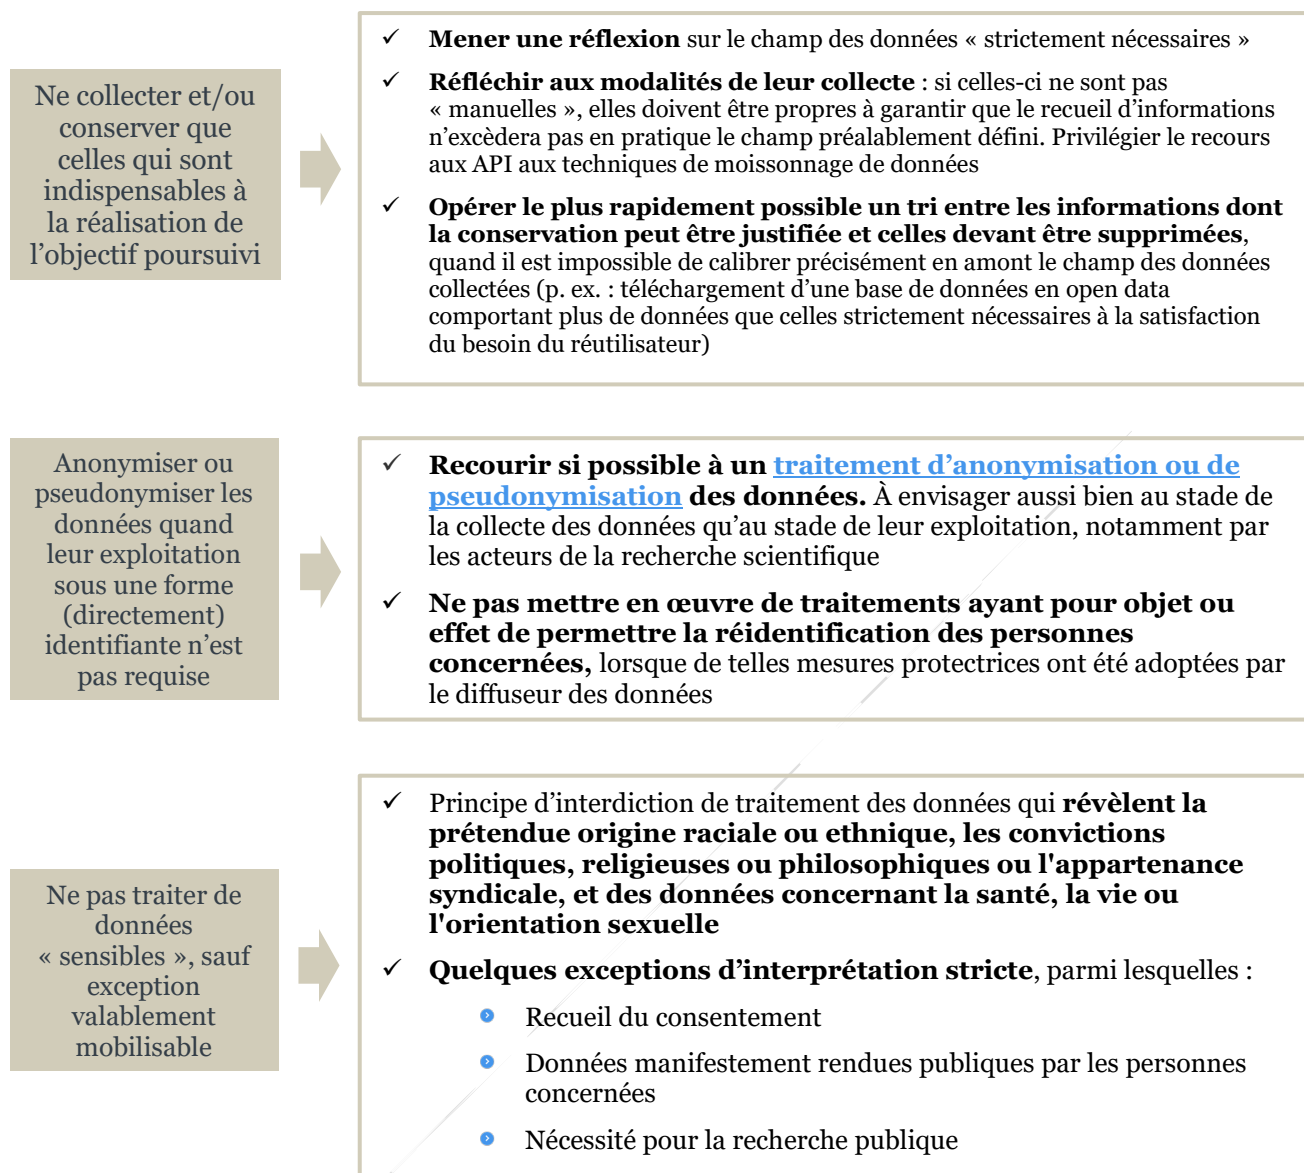 Ne collecter et/ou
conserver que
celles qui sont
indispensables à
la réalisation de
l’objectif poursuivi
✓ Mener une réflexion sur le champ des données « strictement nécessaires »
✓ Réfléchir aux modalités de leur collecte : si celles-ci ne sont pas
« manuelles », elles doivent être propres à garantir que le recueil d’informations
n’excèdera pas en pratique le champ préalablement défini. Privilégier le recours
aux API aux techniques de moissonnage de données
✓ Opérer le plus rapidement possible un tri entre les informations dont
la conservation peut être justifiée et celles devant être supprimées,
quand il est impossible de calibrer précisément en amont le champ des données
collectées (p. ex. : téléchargement d’une base de données en open data
comportant plus de données que celles strictement nécessaires à la satisfaction
du besoin du réutilisateur)
Anonymiser ou
pseudonymiser les
données quand
leur exploitation
sous une forme
(directement)
identifiante n’est
pas requise
✓ Recourir si possible à un traitement d’anonymisation ou de
pseudonymisation des données. À envisager aussi bien au stade de
la collecte des données qu’au stade de leur exploitation, notamment par
les acteurs de la recherche scientifique
✓ Ne pas mettre en œuvre de traitements ayant pour objet ou
effet de permettre la réidentification des personnes
concernées, lorsque de telles mesures protectrices ont été adoptées par
le diffuseur des données
Ne pas traiter de
données
« sensibles », sauf
exception
valablement
mobilisable
✓ Principe d’interdiction de traitement des données qui révèlent la
prétendue origine raciale ou ethnique, les convictions
politiques, religieuses ou philosophiques ou l'appartenance
syndicale, et des données concernant la santé, la vie ou
l'orientation sexuelle
✓ Quelques exceptions d’interprétation stricte, parmi lesquelles :
Recueil du consentement
Données manifestement rendues publiques par les personnes
concernées
Nécessité pour la recherche publique